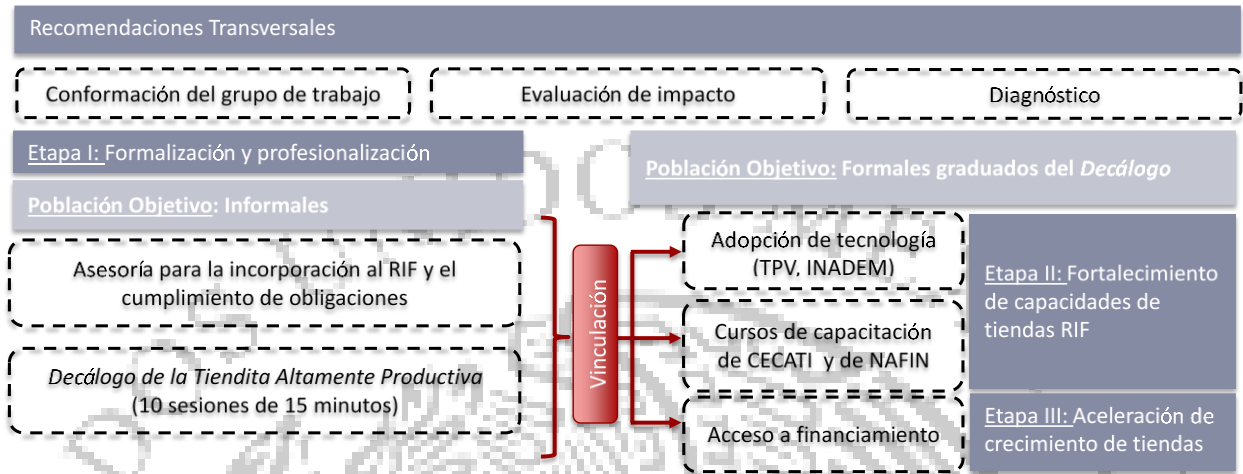 Recomendaciones Transversales
Conformación del grupo de trabajo
Evaluación de impacto
Diagnóstico
Etapa I: Formalización y profesionalización
Población Objetivo: Informales
Asesoría para la incorporación al RIF y el
cumplimiento de obligaciones
Decálogo de la Tiendita Altamente Productiva
(10 sesiones de 15 minutos)
Vinculación
Población Objetivo: Formales graduados del Decálogo
Adopción de tecnología
(TPV, INADEM)
Cursos de capacitación
de CECATI y de NAFIN
Acceso a financiamiento
Etapa II: Fortalecimiento
de capacidades de
tiendas RIF
Etapa III: Aceleración de
crecimiento de tiendas